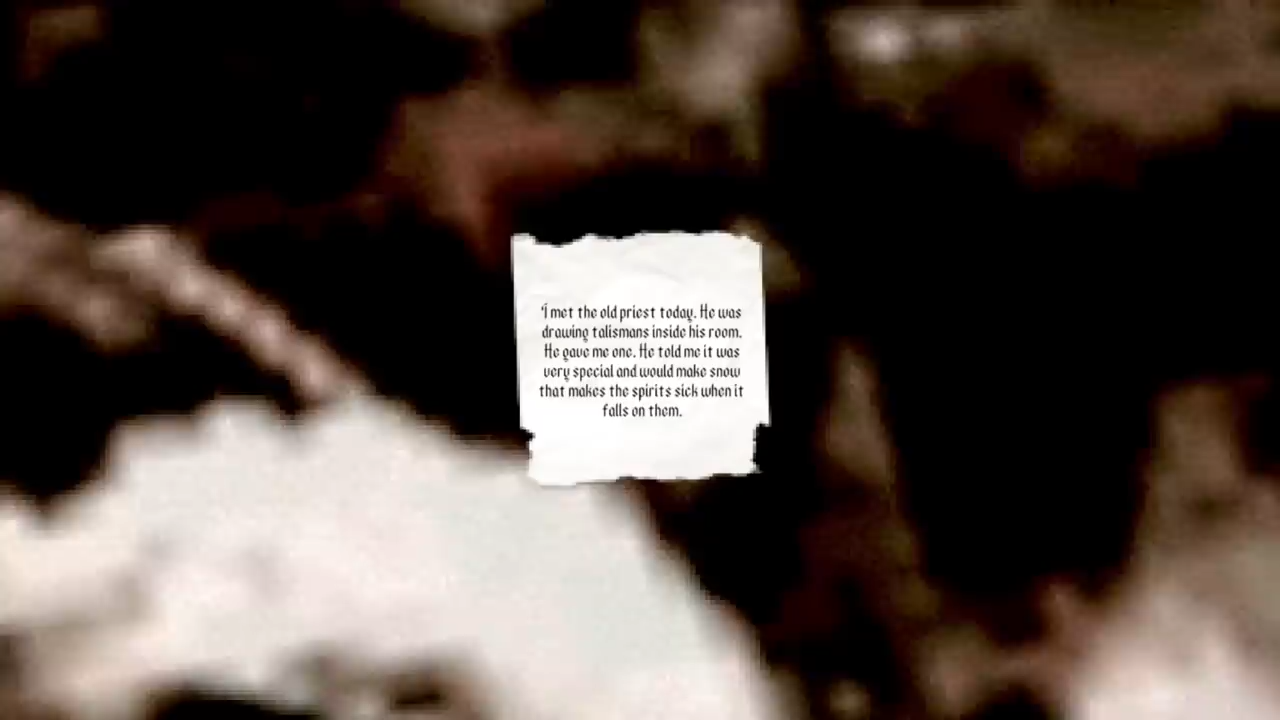 'I met the old priest today. He was
drawing talismans inside his room.
He gave me one. He told me it was
very special and would make snow
that makes the spirits sick when it
falls on them.